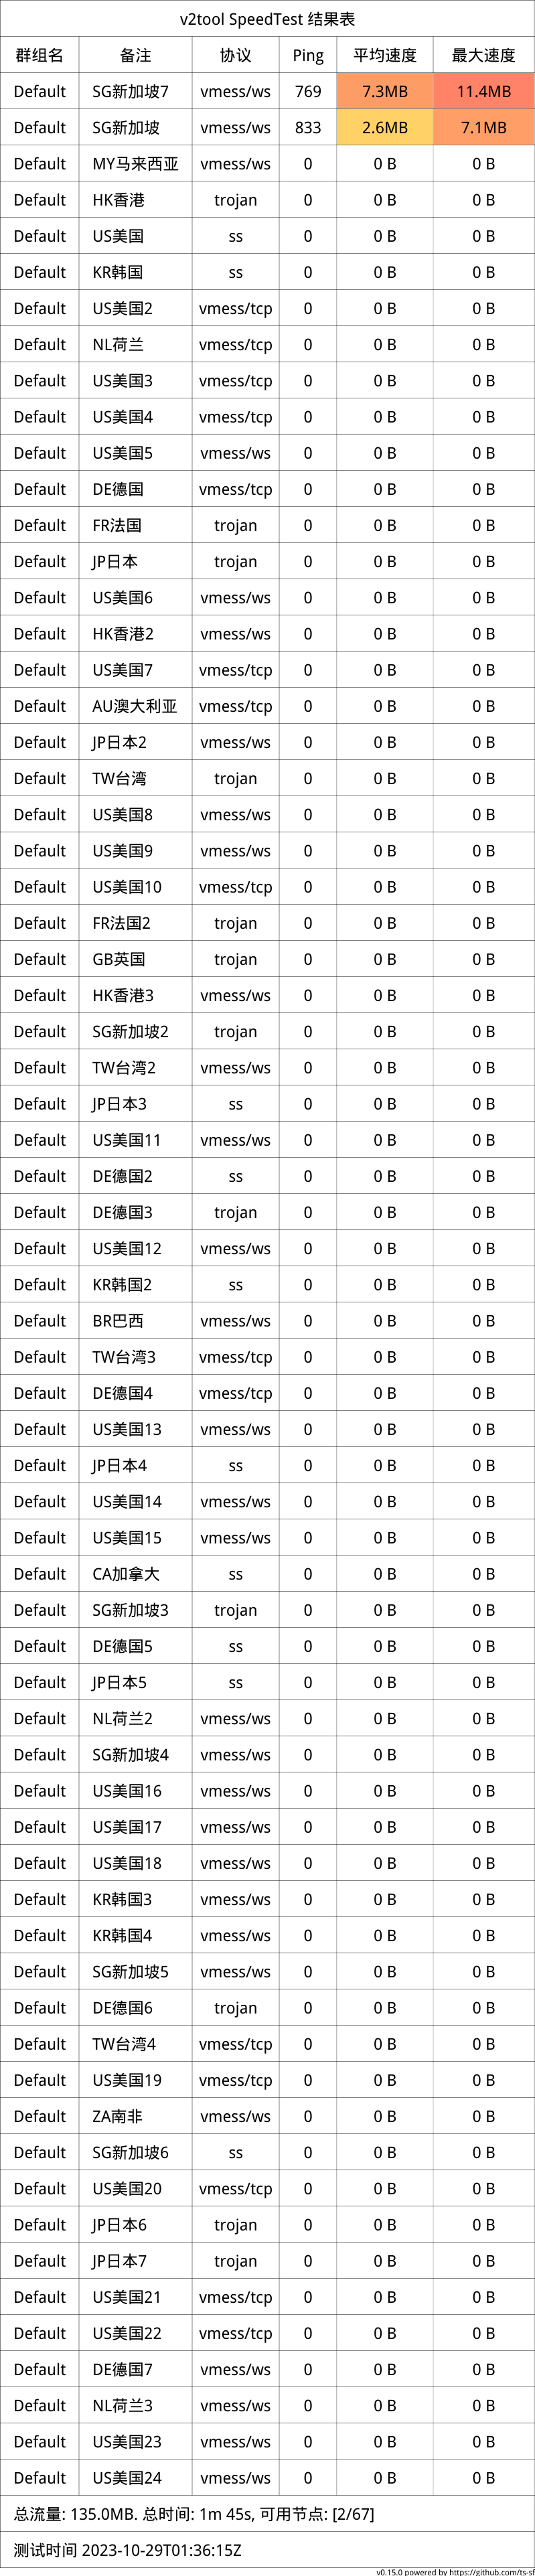 v2tool SpeedTest 结果表
群组名 备注 协议 Ping 平均速度 最大速度
Default SG新加坡7 vmess/ws 769 7.3MB 11.4MB
Default SG新加坡 vmess/ws 833 2.6MB 7.1MB
Default MY马来西亚 vmess/ws 0 0 B 0 B
Default HK香港 trojan 0 0 B 0 B
Default US美国 ss 0 0 B 0 B
Default KR韩国 ss 0 0 B 0 B
Default US美国2 vmess/tcp 0 0 B 0 B
Default NL荷兰 vmess/tcp 0 0 B 0 B
Default US美国3 vmess/tcp 0 0 B 0 B
Default US美国4 vmess/tcp 0 0 B 0 B
Default US美国5 vmess/ws 0 0 B 0 B
Default DE德国 vmess/tcp 0 0 B 0 B
Default FR法国 trojan 0 0 B 0 B
Default JP日本 trojan 0 0 B 0 B
Default US美国6 vmess/ws 0 0 B 0 B
Default HK香港2 vmess/ws 0 0 B 0 B
Default US美国7 vmess/tcp 0 0 B 0 B
Default AU澳大利亚 vmess/tcp 0 0 B 0 B
Default JP日本2 vmess/ws 0 0 B 0 B
Default TW台湾 trojan 0 0 B 0 B
Default US美国8 vmess/ws 0 0 B 0 B
Default US美国9 vmess/ws 0 0 B 0 B
Default US美国10 vmess/tcp 0 0 B 0 B
Default FR法国2 trojan 0 0 B 0 B
Default GB英国 trojan 0 0 B 0 B
Default HK香港3 vmess/ws 0 0 B 0 B
Default SG新加坡2 trojan 0 0 B 0 B
Default TW台湾2 vmess/ws 0 0 B 0 B
Default JP日本3 ss 0 0 B 0 B
Default US美国11 vmess/ws 0 0 B 0 B
Default DE德国2 ss 0 0 B 0 B
Default DE德国3 trojan 0 0 B 0 B
Default US美国12 vmess/ws 0 0 B 0 B
Default KR韩国2 ss 0 0 B 0 B
Default BR巴西 vmess/ws 0 0 B 0 B
Default TW台湾3 vmess/tcp 0 0 B 0 B
Default DE德国4 vmess/tcp 0 0 B 0 B
Default US美国13 vmess/ws 0 0 B 0 B
Default JP日本4 ss 0 0 B 0 B
Default US美国14 vmess/ws 0 0 B 0 B
Default US美国15 vmess/ws 0 0 B 0 B
Default CA加拿大 ss 0 0 B 0 B
Default SG新加坡3 trojan 0 0 B 0 B
Default DE德国5 ss 0 0 B 0 B
Default JP日本5 ss 0 0 B 0 B
Default NL荷兰2 vmess/ws 0 0 B 0 B
Default SG新加坡4 vmess/ws 0 0 B 0 B
Default US美国16 vmess/ws 0 0 B 0 B
Default US美国17 vmess/ws 0 0 B 0 B
Default US美国18 vmess/ws 0 0 B 0 B
Default KR韩国3 vmess/ws 0 0 B 0 B
Default KR韩国4 vmess/ws 0 0 B 0 B
Default SG新加坡5 vmess/ws 0 0 B 0 B
Default DE德国6 trojan 0 0 B 0 B
Default TW台湾4 vmess/tcp 0 0 B 0 B
Default US美国19 vmess/tcp 0 0 B 0 B
Default ZA南非 vmess/ws 0 0 B 0 B
Default SG新加坡6 ss 0 0 B 0 B
Default US美国20 vmess/tcp 0 0 B 0 B
Default JP日本6 trojan 0 0 B 0 B
Default JP日本7 trojan 0 0 B 0 B
Default US美国21 vmess/tcp 0 0 B 0 B
Default US美国22 vmess/tcp 0 0 B 0 B
Default DE德国7 vmess/ws 0 0 B 0 B
Default NL荷兰3 vmess/ws 0 0 B 0 B
Default US美国23 vmess/ws 0 0 B 0 B
Default US美国24 vmess/ws 0 0 B 0 B
总流量: 135.0MB. 总时间: 1m 45s, 可用节点: [2/67]
测试时间 2023-10-29T01:36:15Z
v0.15.0 powered by https://github.com/ts-sf